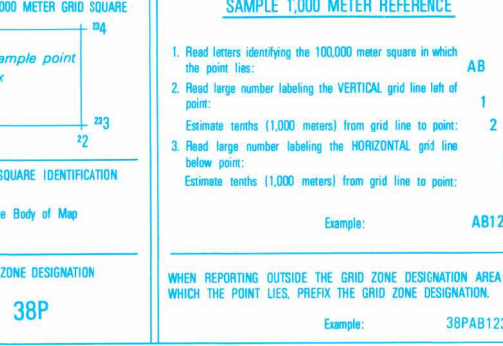 000 METER GRID SQUARE
²³4
ample point
²³3
²2
SQUARE IDENTIFICATION
e Body of Map
ZONE DESIGNATION
38P
SAMPLE 1,000 METER REFERENCE
1. Read letters identifying the 100,000 meter square in which
the point lies: AB
2. Read large number labeling the VERTICAL grid line left of
point: 1
Estimate tenths (1,000 meters) from grid line to point: 2
3. Read large number labeling the HORIZONTAL grid line
below point:
Estimate tenths (1,000 meters) from grid line to point:
Example: AB12
WHEN REPORTING OUTSIDE THE GRID ZONE DESIGNATION AREA
WHICH THE POINT LIES, PREFIX THE GRID ZONE DESIGNATION.
Example: 38PAB12